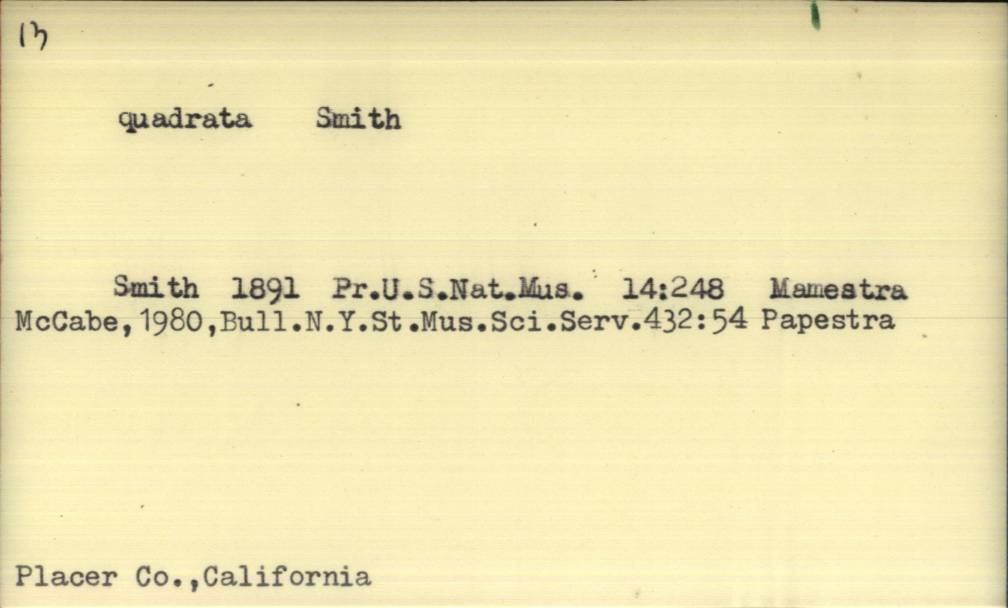 13
quadrata Smith
Smith 1891 Pr.U.S.Nat.Mus. 14:248 Mamestra
McCabe,1980,Bull.N.Y.St.Mus.Sci.Serv.432:54 Papestra
Placer Co.,California